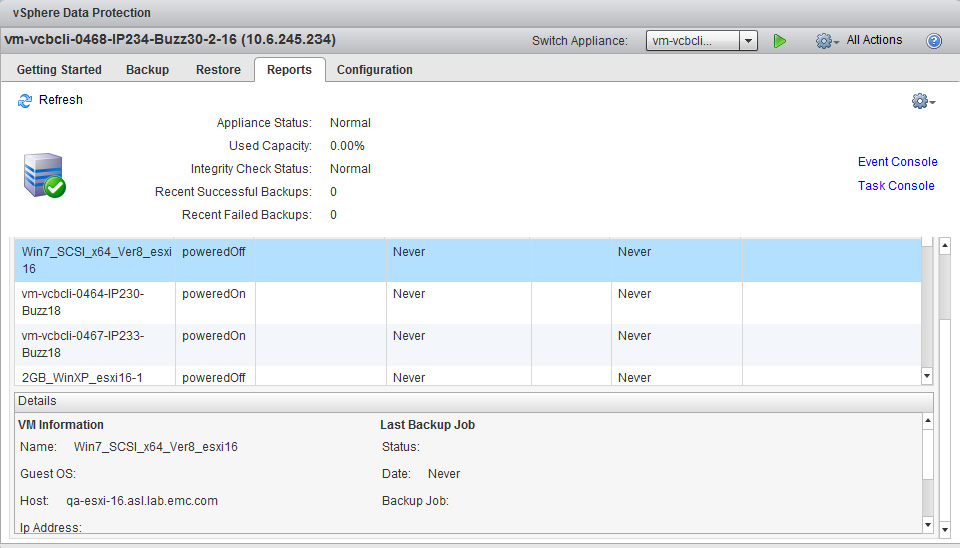 vSphere Data Protection
vm-vcbcli-0468-IP234-Buzz30-2-16 (10.6.245.234)
Switch Appliance: vm-vcbcli... All Actions ?
Getting Started Backup Restore Reports Configuration
Refresh
Appliance Status: Normal
Used Capacity: 0.00%
Integrity Check Status: Normal
Recent Successful Backups: 0
Recent Failed Backups: 0
Event Console
Task Console
Win7_SCSI_x64_Ver8_esxi poweredOff Never Never
16
vm-vcbcli-0464-IP230- poweredOn Never Never
Buzz18
vm-vcbcli-0467-IP233- poweredOn Never Never
Buzz18
2GB_WinXP_esxi16-1 poweredOff Never Never
Details
VM Information
Name: Win7_SCSI_x64_Ver8_esxi16
Guest OS:
Host: qa-esxi-16.asl.lab.emc.com
Ip Address:
Last Backup Job
Status:
Date: Never
Backup Job: